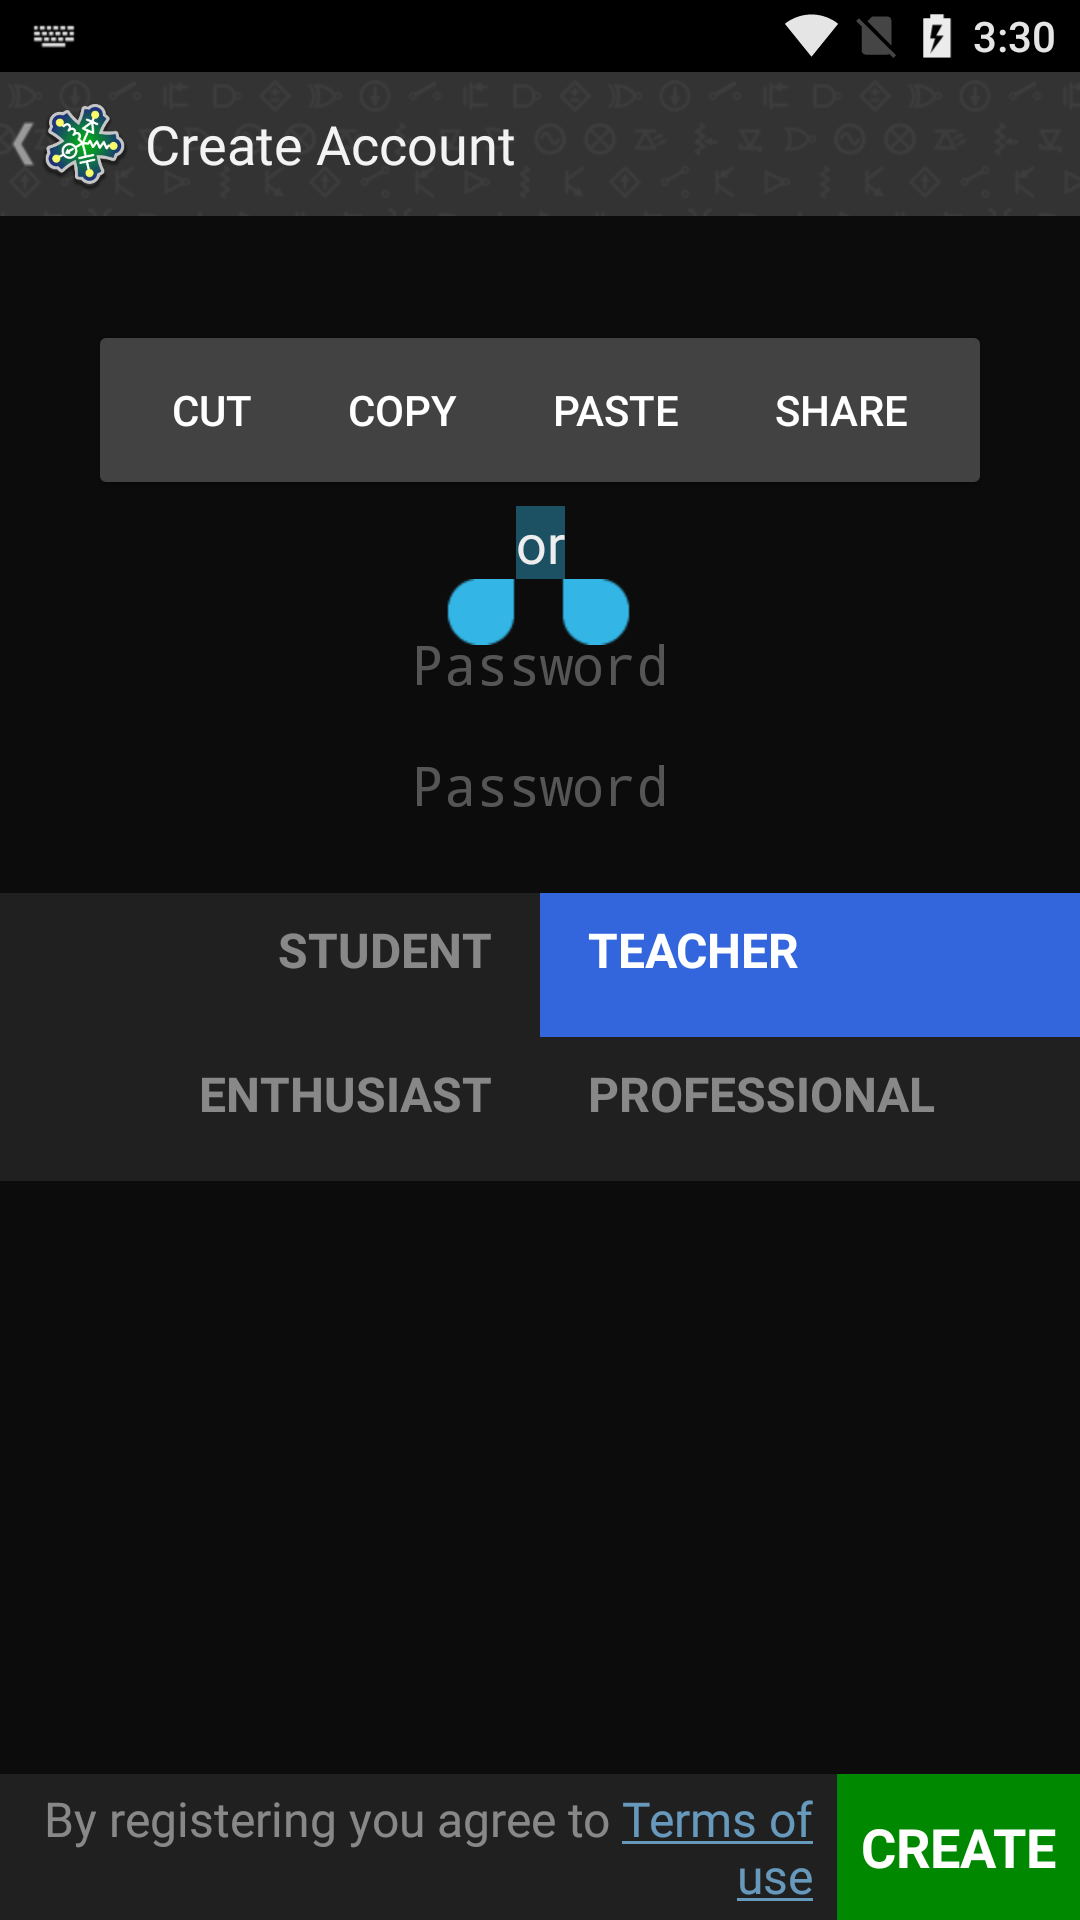 3:30
Create Account
CUT COPY PASTE SHARE
or
Password
Password
STUDENT TEACHER
ENTHUSIAST PROFESSIONAL
By registering you agree to Terms of
use
CREATE